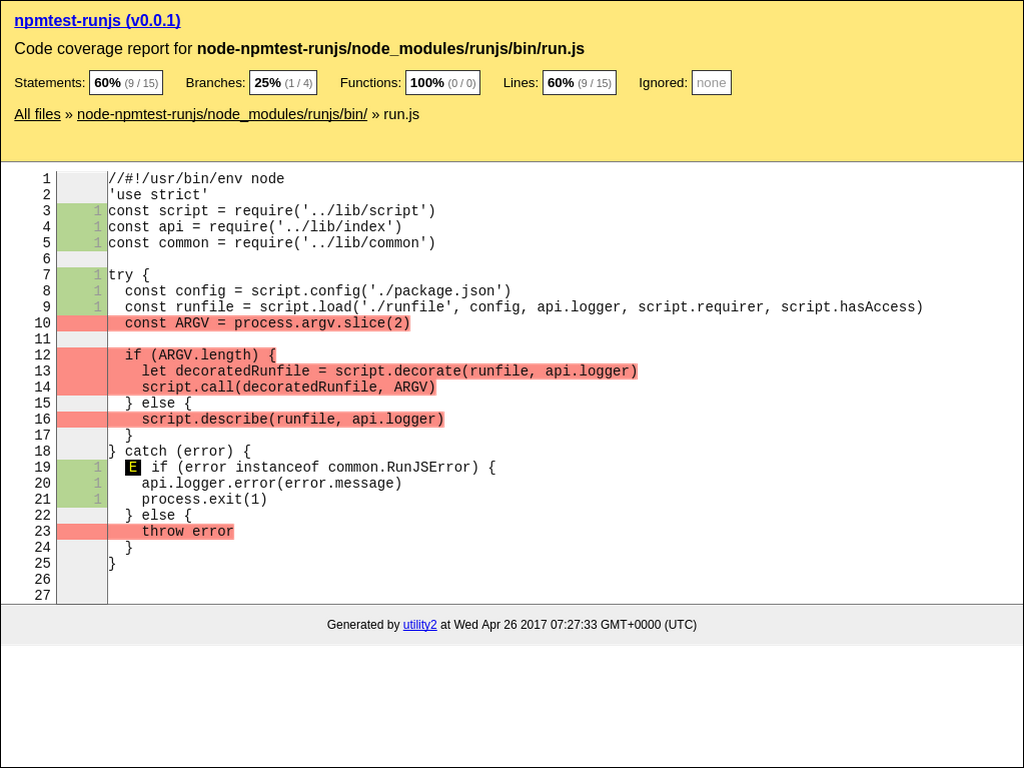 npmtest-runjs (v0.0.1)
Code coverage report for node-npmtest-runjs/node_modules/runjs/bin/run.js
Statements: 60% (9 / 15) Branches: 25% (1 / 4) Functions: 100% (0 / 0) Lines: 60% (9 / 15) Ignored: none
All files » node-npmtest-runjs/node_modules/runjs/bin/ » run.js
1 //#!/usr/bin/env node
2 'use strict'
3 1 const script = require('../lib/script')
4 1 const api = require('../lib/index')
5 1 const common = require('../lib/common')
6
7 1 try {
8 1 const config = script.config('./package.json')
9 1 const runfile = script.load('./runfile', config, api.logger, script.requirer, script.hasAccess)
10 const ARGV = process.argv.slice(2)
11
12 if (ARGV.length) {
13 let decoratedRunfile = script.decorate(runfile, api.logger)
14 script.call(decoratedRunfile, ARGV)
15 } else {
16 script.describe(runfile, api.logger)
17 }
18 } catch (error) {
19 1 E if (error instanceof common.RunJSError) {
20 1 api.logger.error(error.message)
21 1 process.exit(1)
22 } else {
23 throw error
24 }
25 }
26
27
Generated by utility2 at Wed Apr 26 2017 07:27:33 GMT+0000 (UTC)